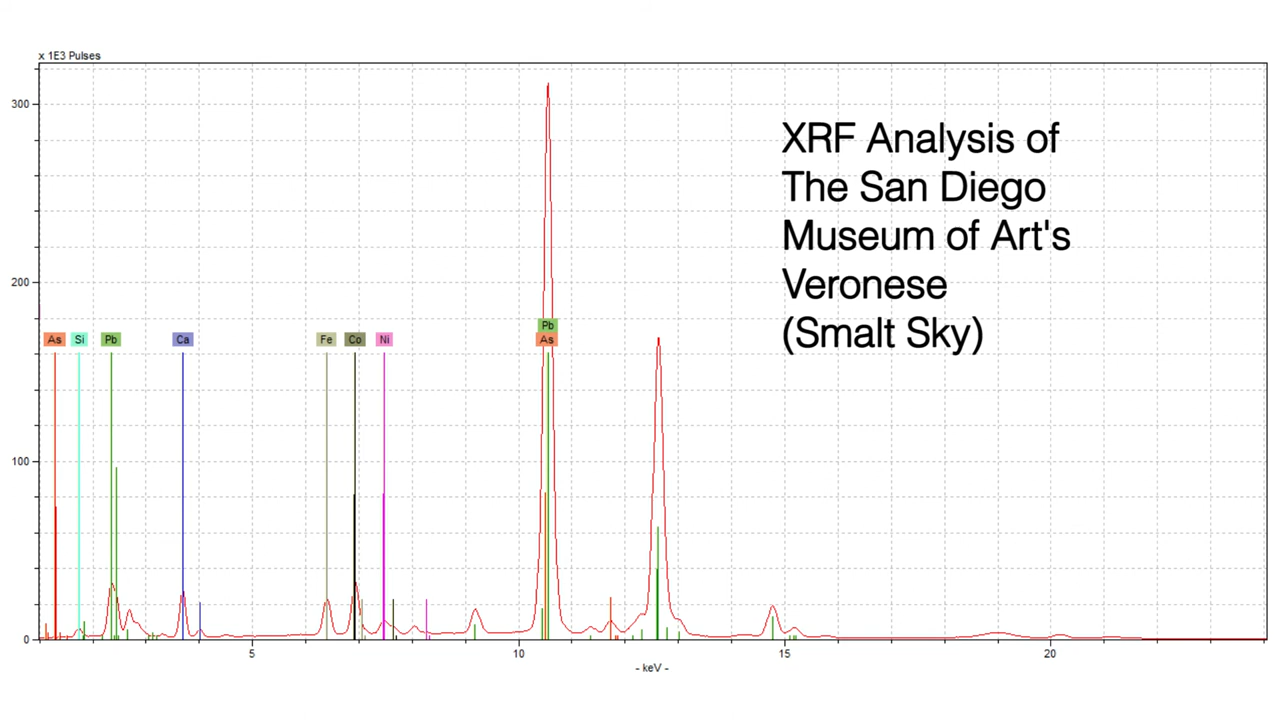 x 1E3 Pulses
XRF Analysis of
The San Diego
Museum of Art's
Veronese
(Smalt Sky)
300
200
100
0
As Si Pb Ca Fe Co Ni Pb
As
5 10 15 20
- keV -